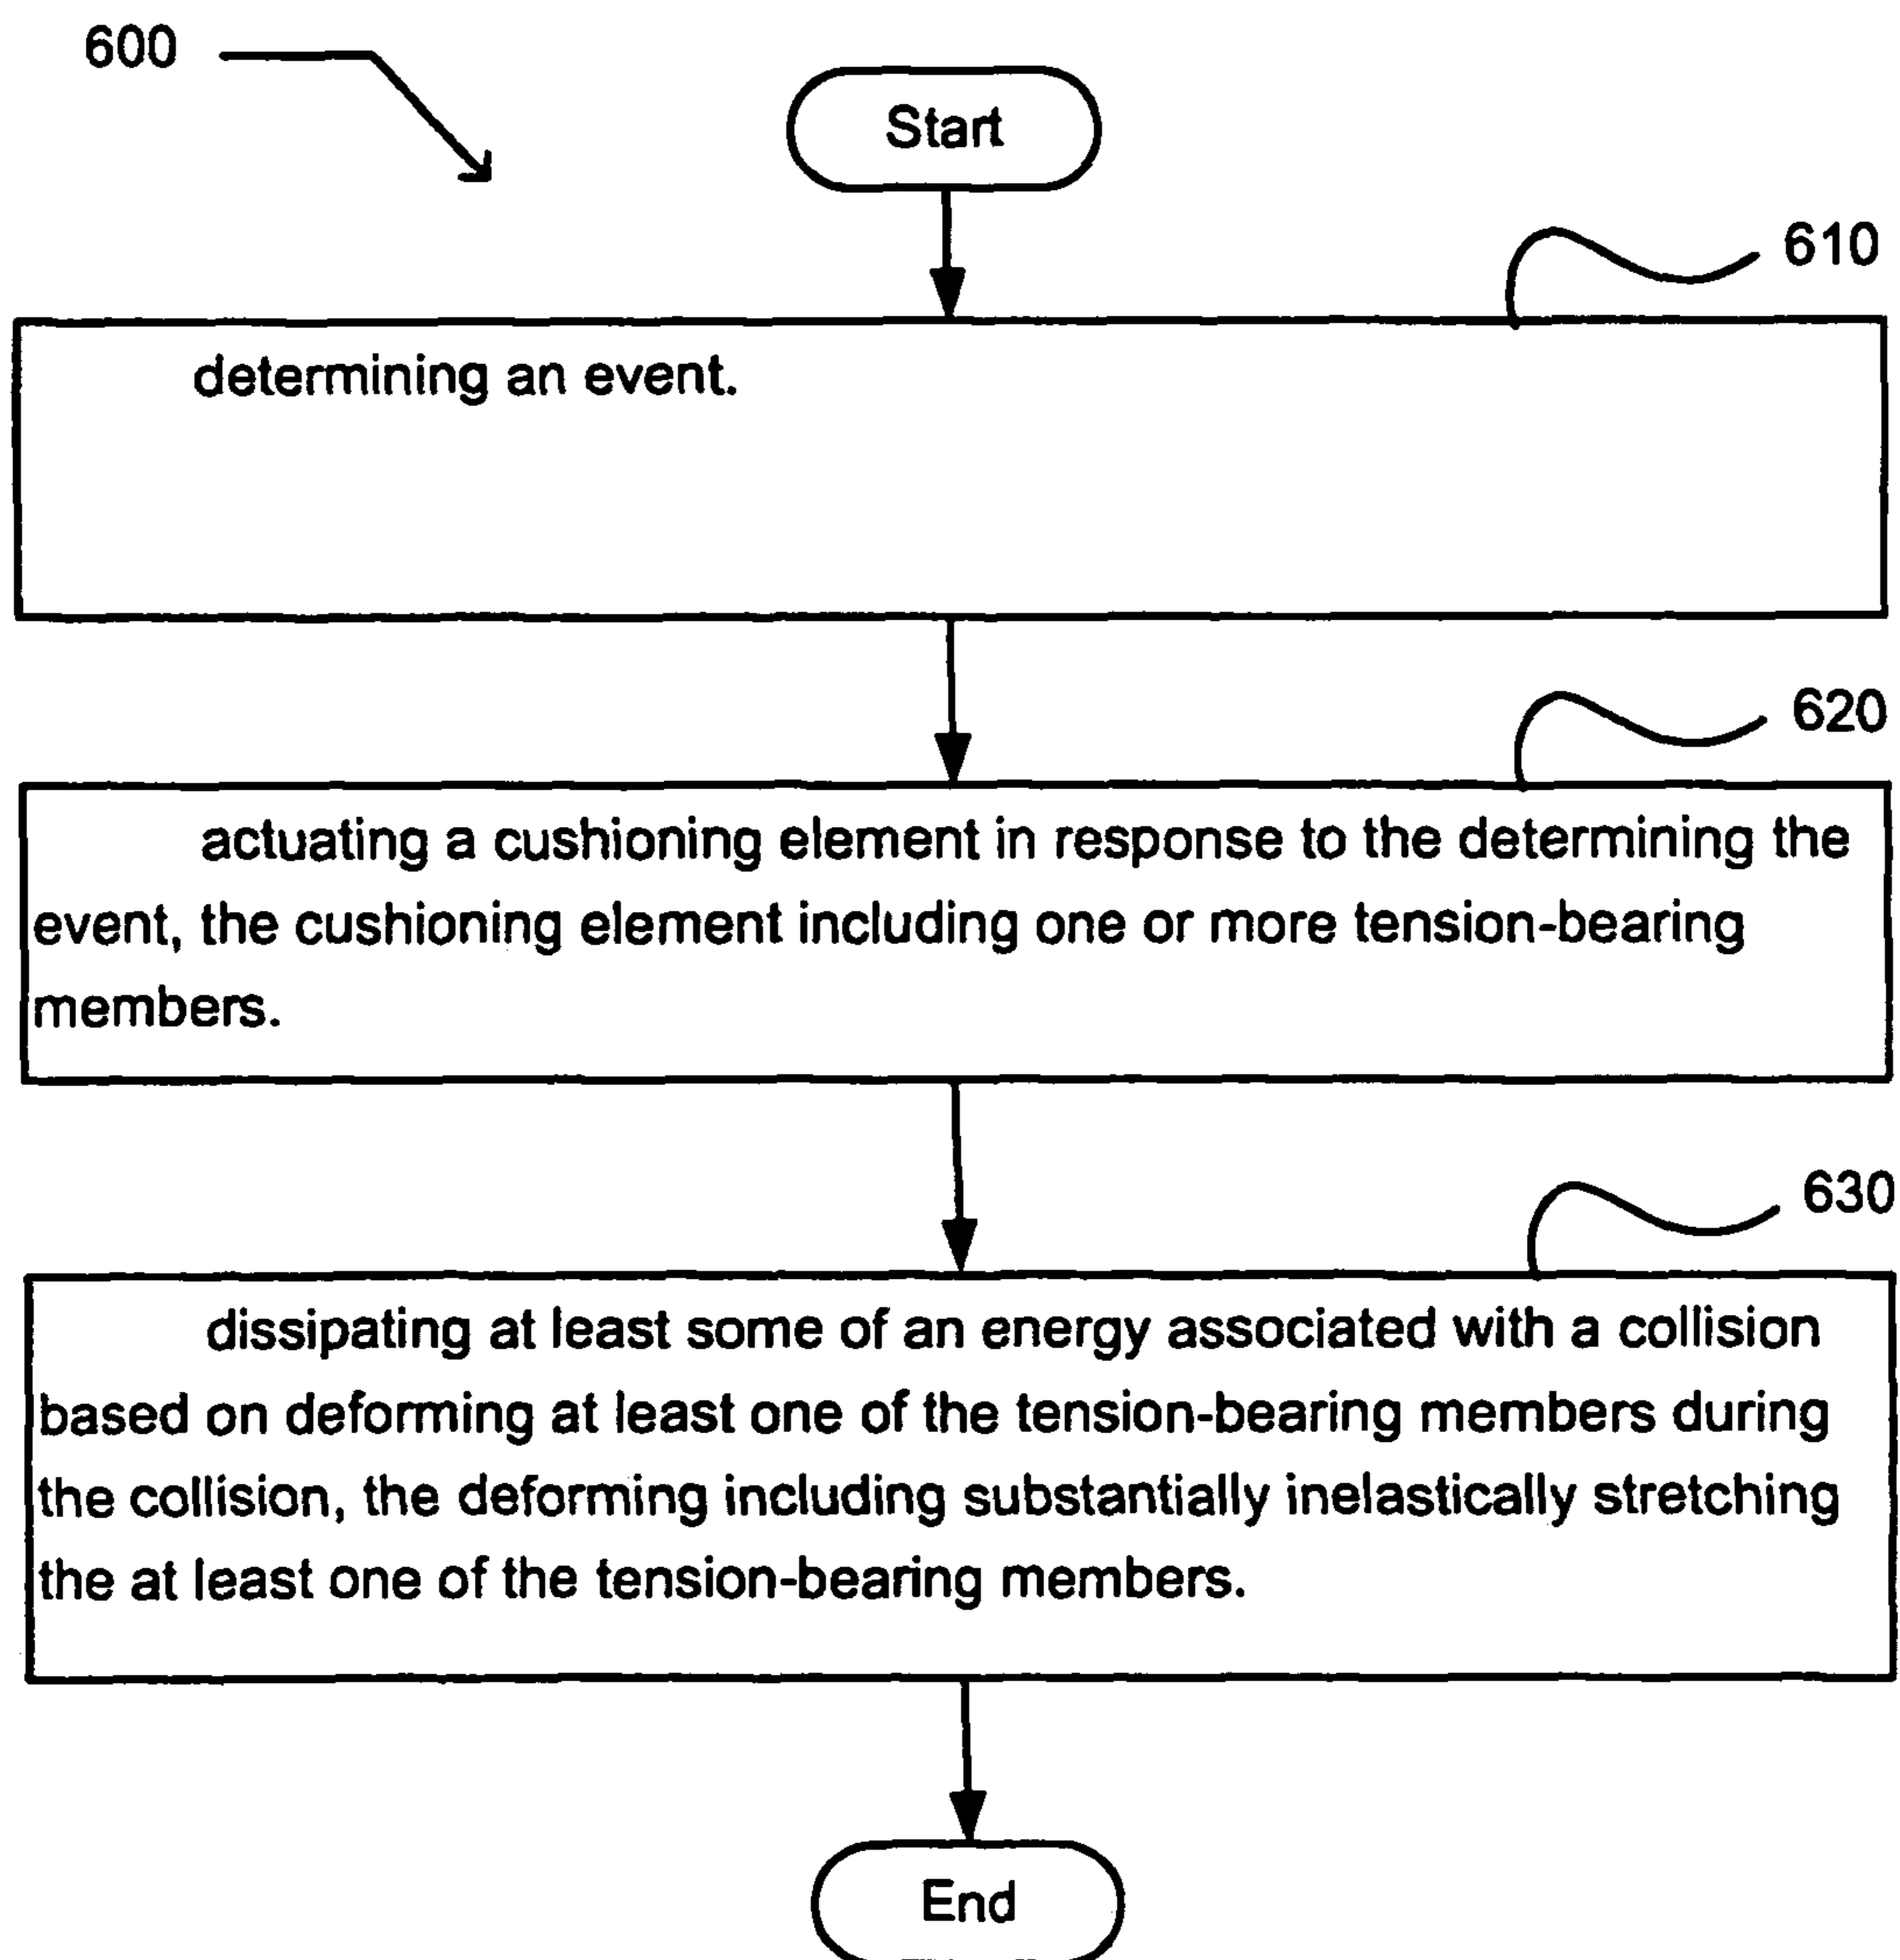 600
Start
610
determining an event.
620
actuating a cushioning element in response to the determining the
event, the cushioning element including one or more tension-bearing
members.
630
dissipating at least some of an energy associated with a collision
based on deforming at least one of the tension-bearing members during
the collision, the deforming including substantially inelastically stretching
the at least one of the tension-bearing members.
End